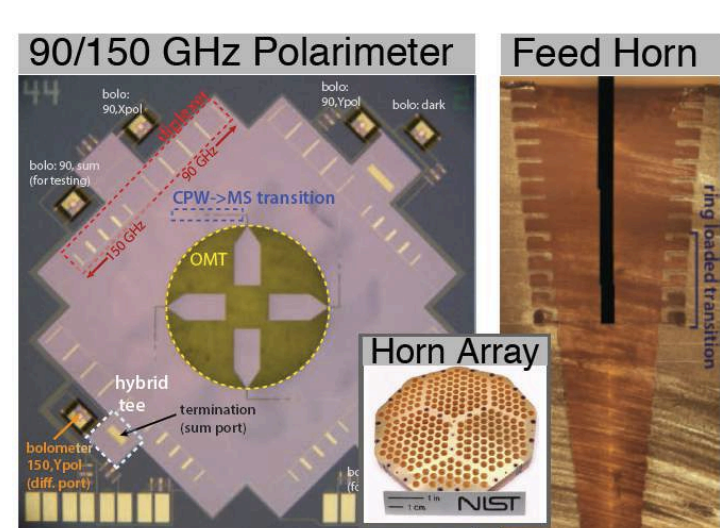 90/150 GHz Polarimeter
Feed Horn
44
bolo:
90,Xpol
bolo:
90,Ypol
bolo: dark
diplexer
bolo: 90, sum
(for testing)
90 GHz
150 GHz
CPW->MS transition
OMT
ring loaded transition
Horn Array
hybrid
tee
termination
(sum port)
bolometer
150,Ypol
(diff. port)
1 in
1 cm
NIST